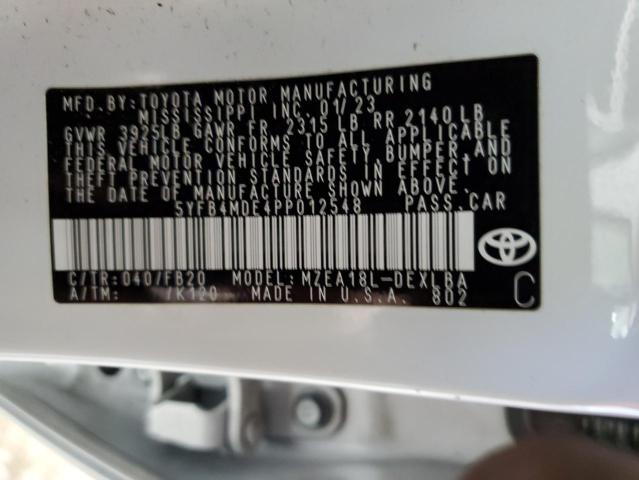 MFD.BY:TOYOTA MOTOR MANUFACTURING
MISSISSIPPI INC. 01/23
GVWR 3925LB GAWR FR 2315 LB RR 2140 LB
THIS VEHICLE CONFORMS TO ALL APPLICABLE
FEDERAL MOTOR VEHICLE SAFETY,BUMPER AND
THEFT PREVENTION STANDARDS IN EFFECT ON
THE DATE OF MANUFACTURE SHOWN ABOVE.
5YFB4MDE4PP012548 PASS.CAR
C/TR:040/FB20 MODEL:MZEA18L-DEXLBA
A/TM: /K120 MADE IN U.S.A. 802
C